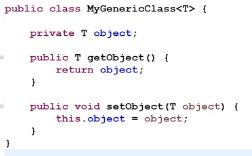 public class MyGenericClass<T> {
private T object;
public T getObject() {
return object;
}
public void setObject(T object) {
this.object = object;
}
}